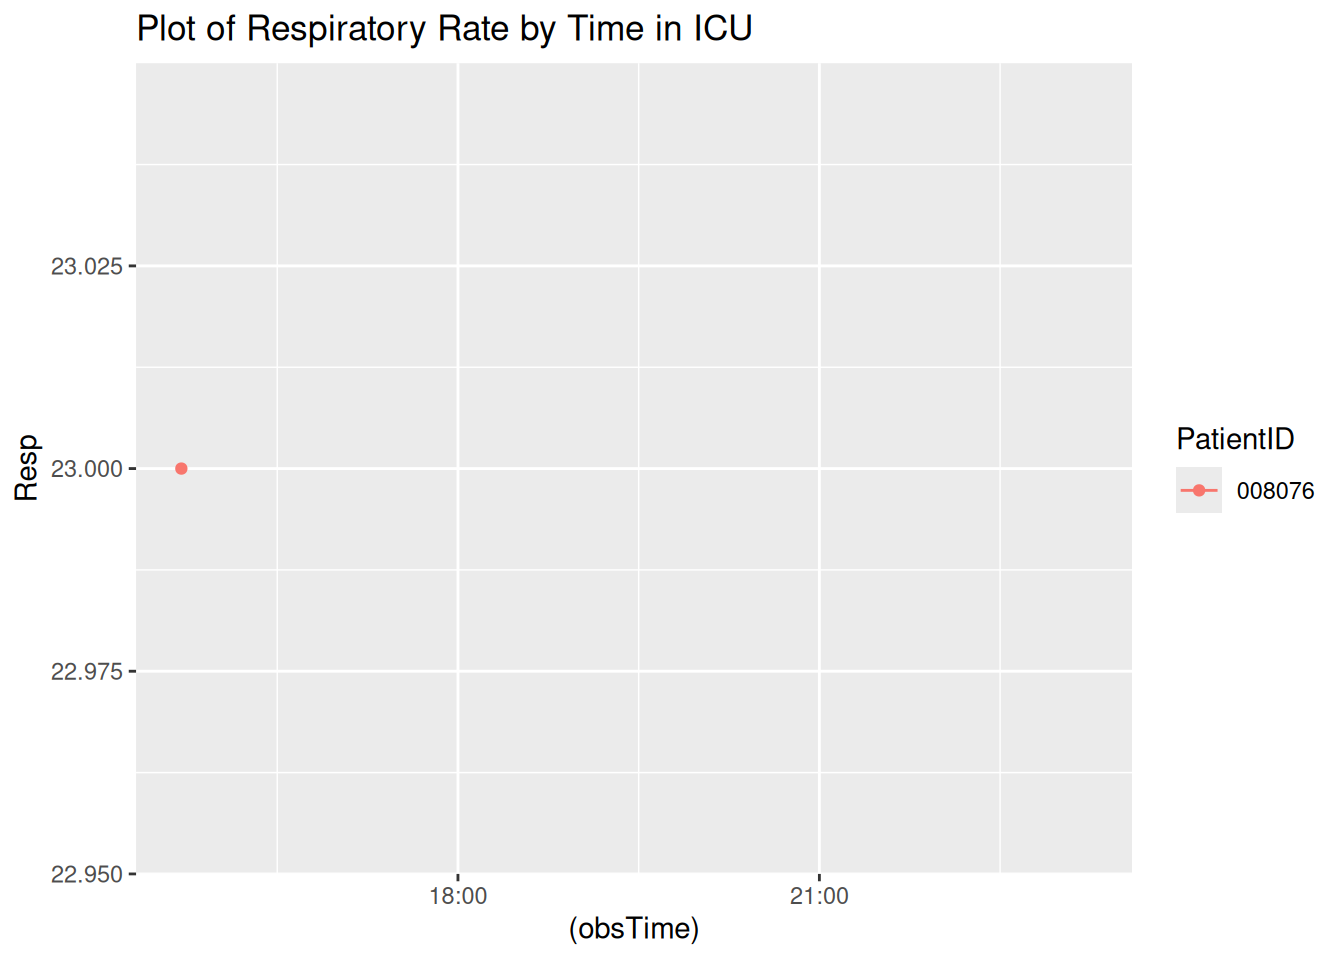 Plot of Respiratory Rate by Time in ICU
23.025
23.000
22.975
22.950
Resp
18:00
21:00
(obsTime)
PatientID
008076